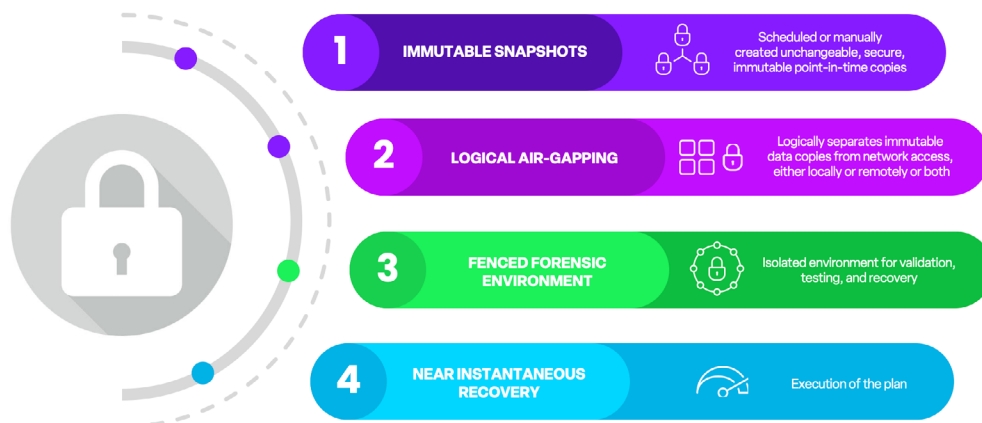 1
IMMUTABLE SNAPSHOTS
Scheduled or manually
created unchangeable, secure,
immutable point-in-time copies
2
LOGICAL AIR-GAPPING
Logically separates immutable
data copies from network access,
either locally or remotely or both
3
FENCED FORENSIC
ENVIRONMENT
Isolated environment for validation,
testing, and recovery
4
NEAR INSTANTANEOUS
RECOVERY
Execution of the plan